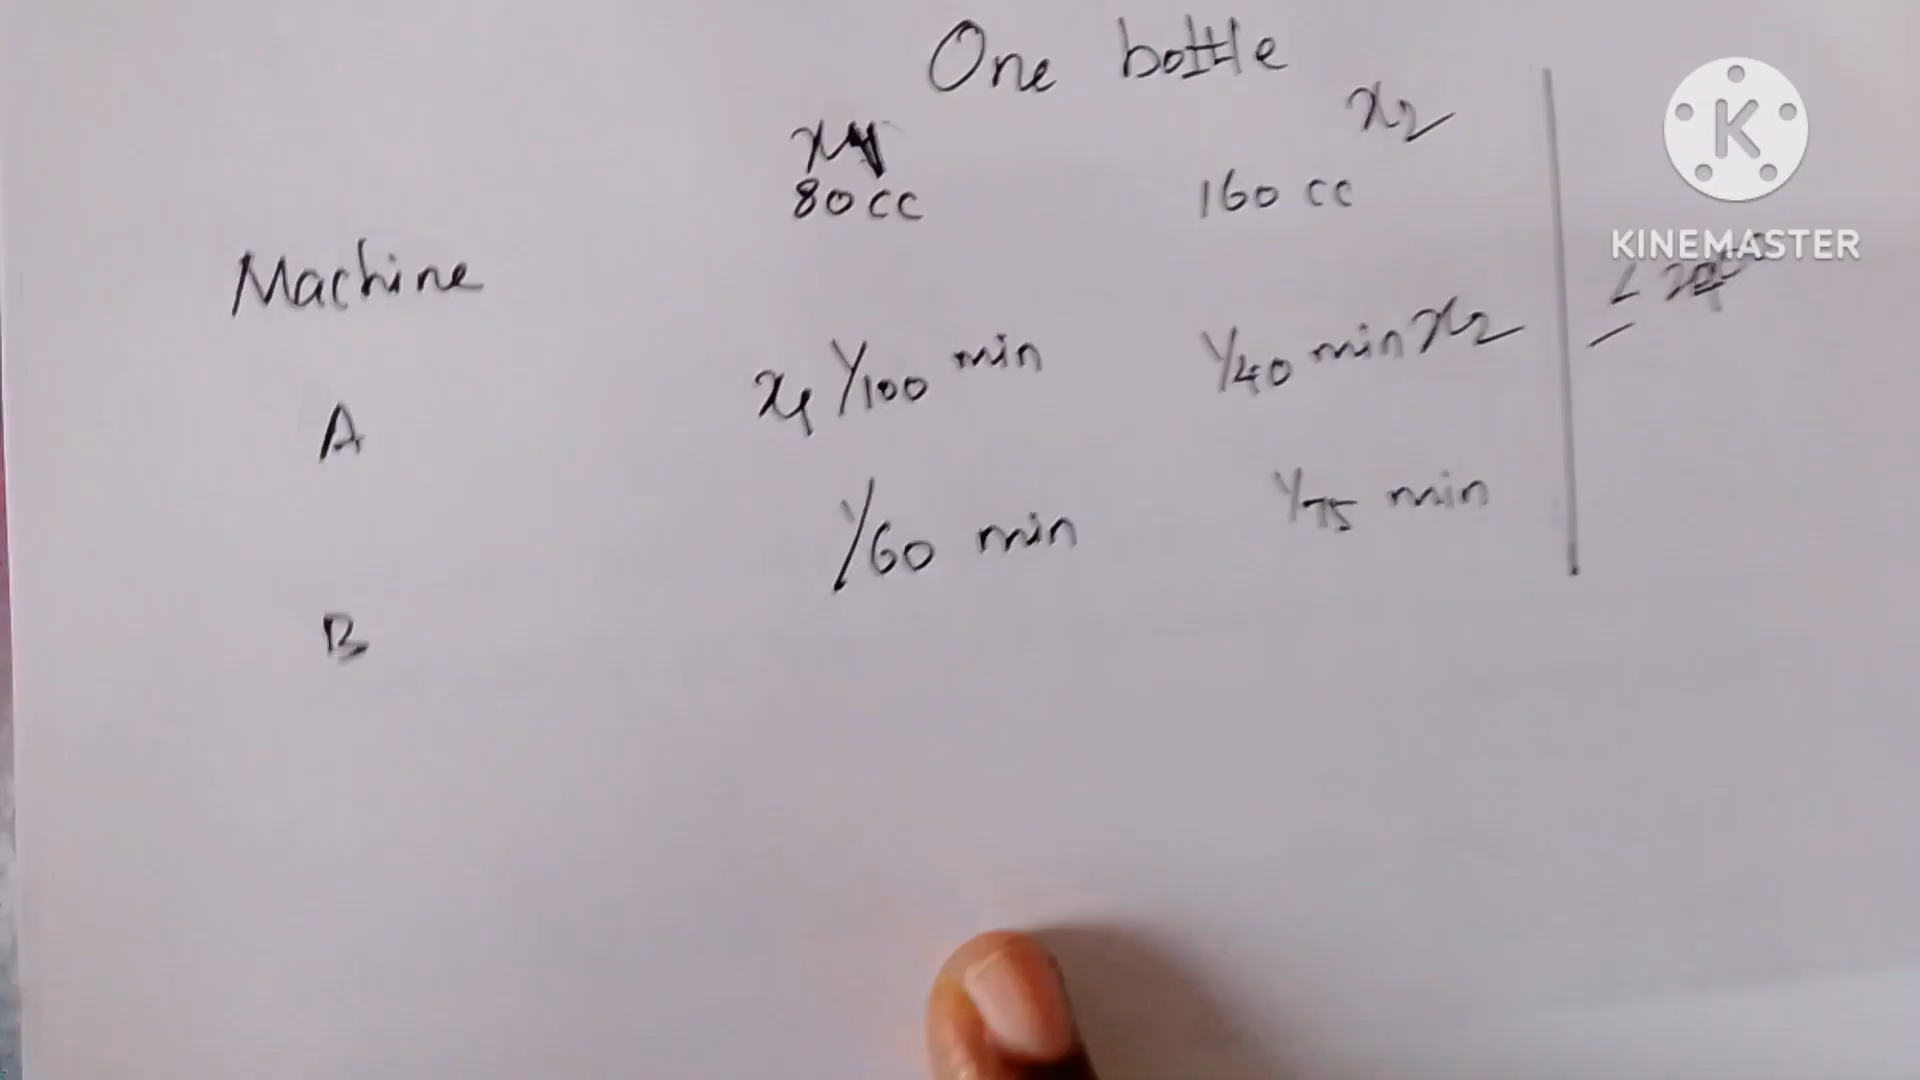 One bottle
x1 x2
80 cc 160 cc
KINEMASTER
Machine
A x1 1/100 min 1/40 min x2 ≤
B 1/60 min 1/75 min